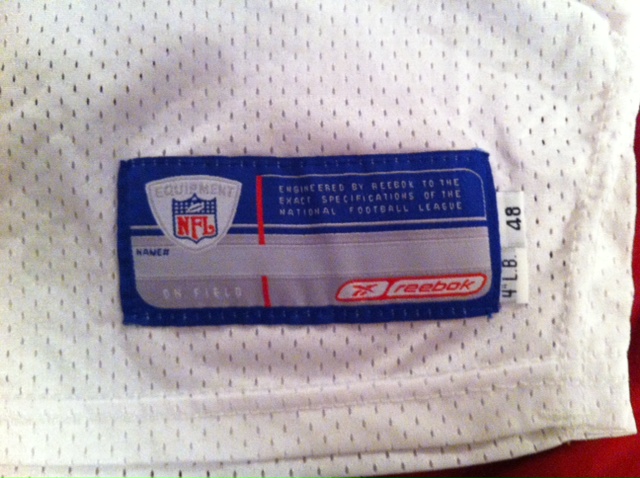 EQUIPMENT
NFL
ENGINEERED BY REEBOK TO THE
EXACT SPECIFICATIONS OF THE
NATIONAL FOOTBALL LEAGUE
NAME#
ON FIELD
Reebok
48
4" L.B.